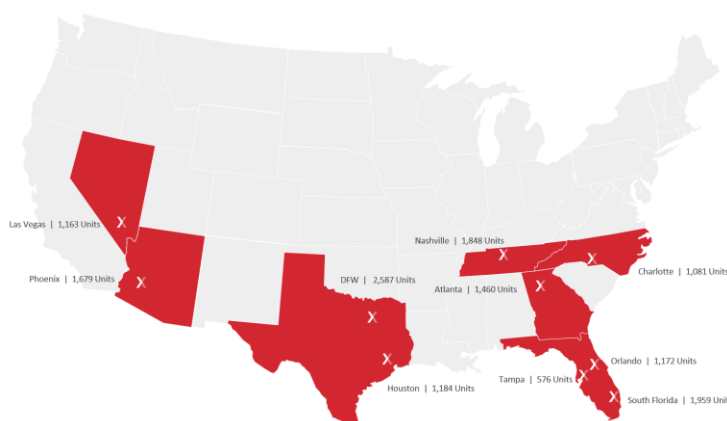 Las Vegas | 1,163 Units
Phoenix | 1,679 Units
DFW | 2,587 Units
Houston | 1,184 Units
Nashville | 1,848 Units
Atlanta | 1,460 Units
Charlotte | 1,081 Units
Orlando | 1,172 Units
Tampa | 576 Units
South Florida | 1,959 Unit